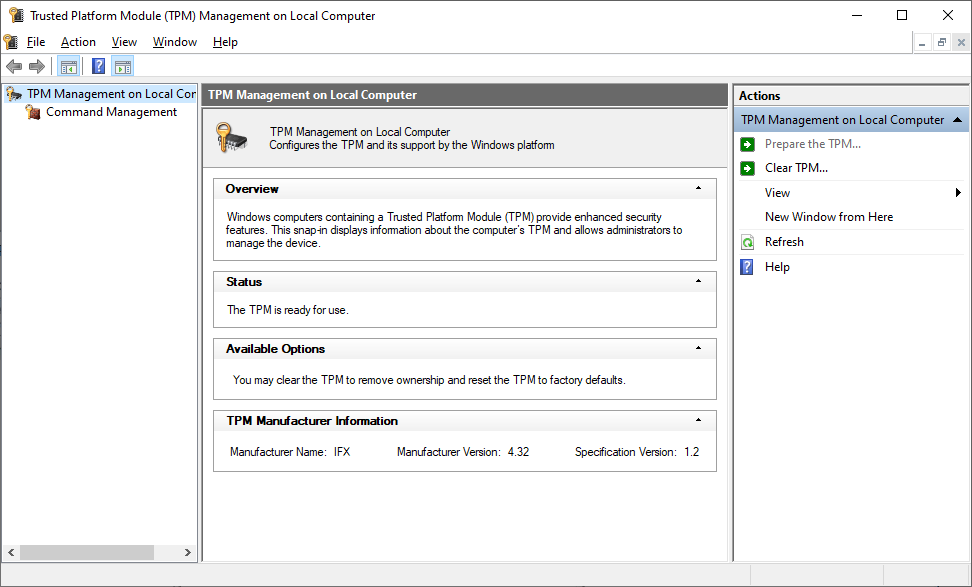 Trusted Platform Module (TPM) Management on Local Computer
File Action View Window Help
TPM Management on Local Cor
Command Management
TPM Management on Local Computer
TPM Management on Local Computer
Configures the TPM and its support by the Windows platform
Overview
Windows computers containing a Trusted Platform Module (TPM) provide enhanced security
features. This snap-in displays information about the computer's TPM and allows administrators to
manage the device.
Status
The TPM is ready for use.
Available Options
You may clear the TPM to remove ownership and reset the TPM to factory defaults.
TPM Manufacturer Information
Manufacturer Name: IFX Manufacturer Version: 4.32 Specification Version: 1.2
Actions
TPM Management on Local Computer
Prepare the TPM...
Clear TPM...
View
New Window from Here
Refresh
Help